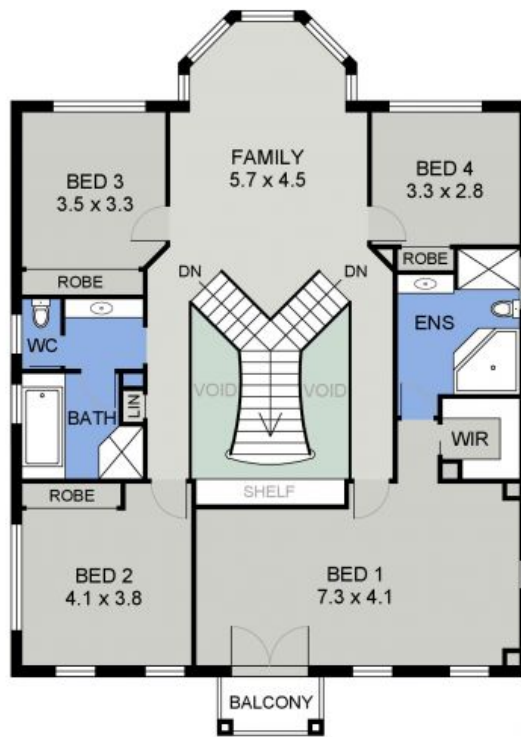 FAMILY
5.7 x 4.5
BED 3
3.5 x 3.3
BED 4
3.3 x 2.8
ROBE
ROBE
DN
DN
WC
ENS
VOID
VOID
LIN
BATH
WIR
ROBE
SHELF
BED 2
4.1 x 3.8
BED 1
7.3 x 4.1
BALCONY